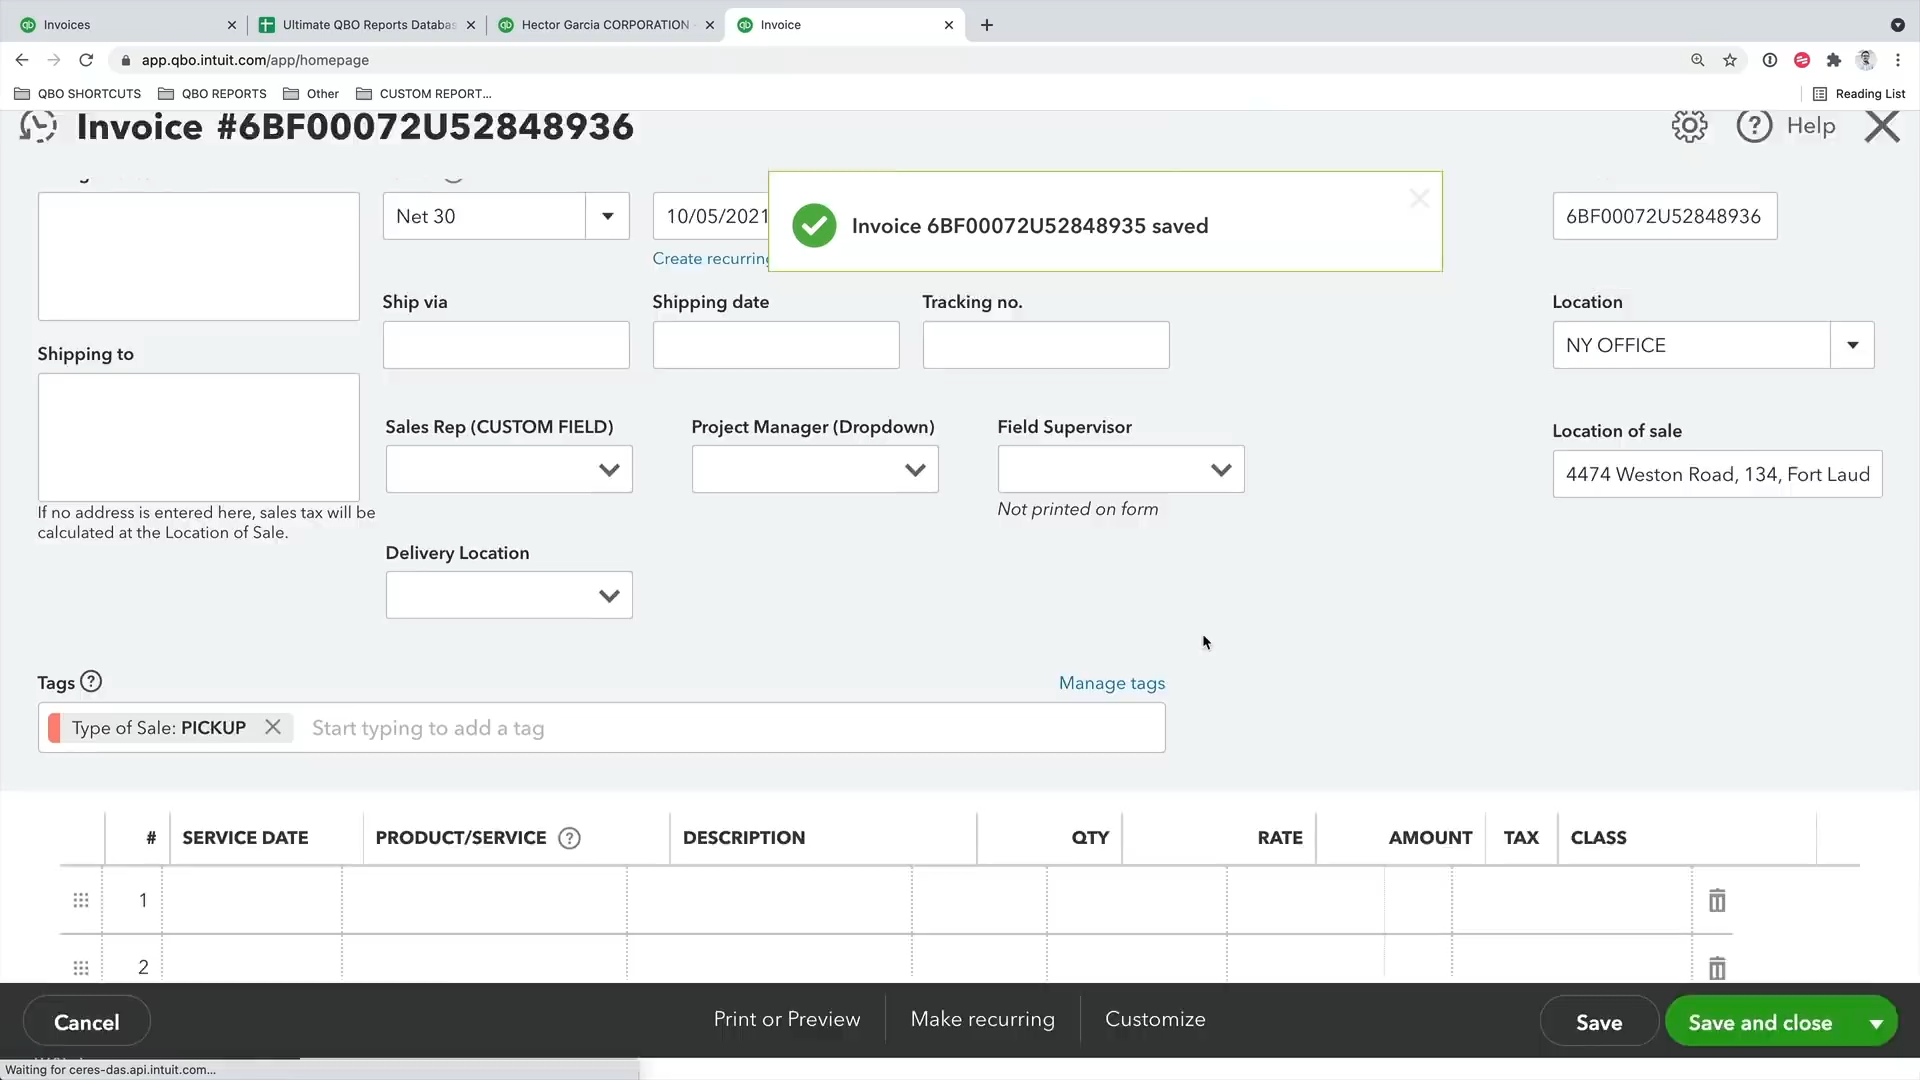 Invoices
Ultimate QBO Reports Databas
Hector Garcia CORPORATION
Invoice
app.qbo.intuit.com/app/homepage
QBO SHORTCUTS
QBO REPORTS
Other
CUSTOM REPORT...
Reading List
Invoice #6BF00072U52848936
Help
Net 30
10/05/2021
Invoice 6BF00072U52848935 saved
6BF00072U52848936
Create recurring
Ship via
Shipping date
Tracking no.
Location
NY OFFICE
Shipping to
If no address is entered here, sales tax will be
calculated at the Location of Sale.
Sales Rep (CUSTOM FIELD)
Project Manager (Dropdown)
Field Supervisor
Not printed on form
Location of sale
4474 Weston Road, 134, Fort Laud
Delivery Location
Tags ?
Manage tags
Type of Sale: PICKUP
Start typing to add a tag
# SERVICE DATE PRODUCT/SERVICE ? DESCRIPTION QTY RATE AMOUNT TAX CLASS
1
2
Cancel
Print or Preview
Make recurring
Customize
Save
Save and close
Waiting for ceres-das.api.intuit.com...